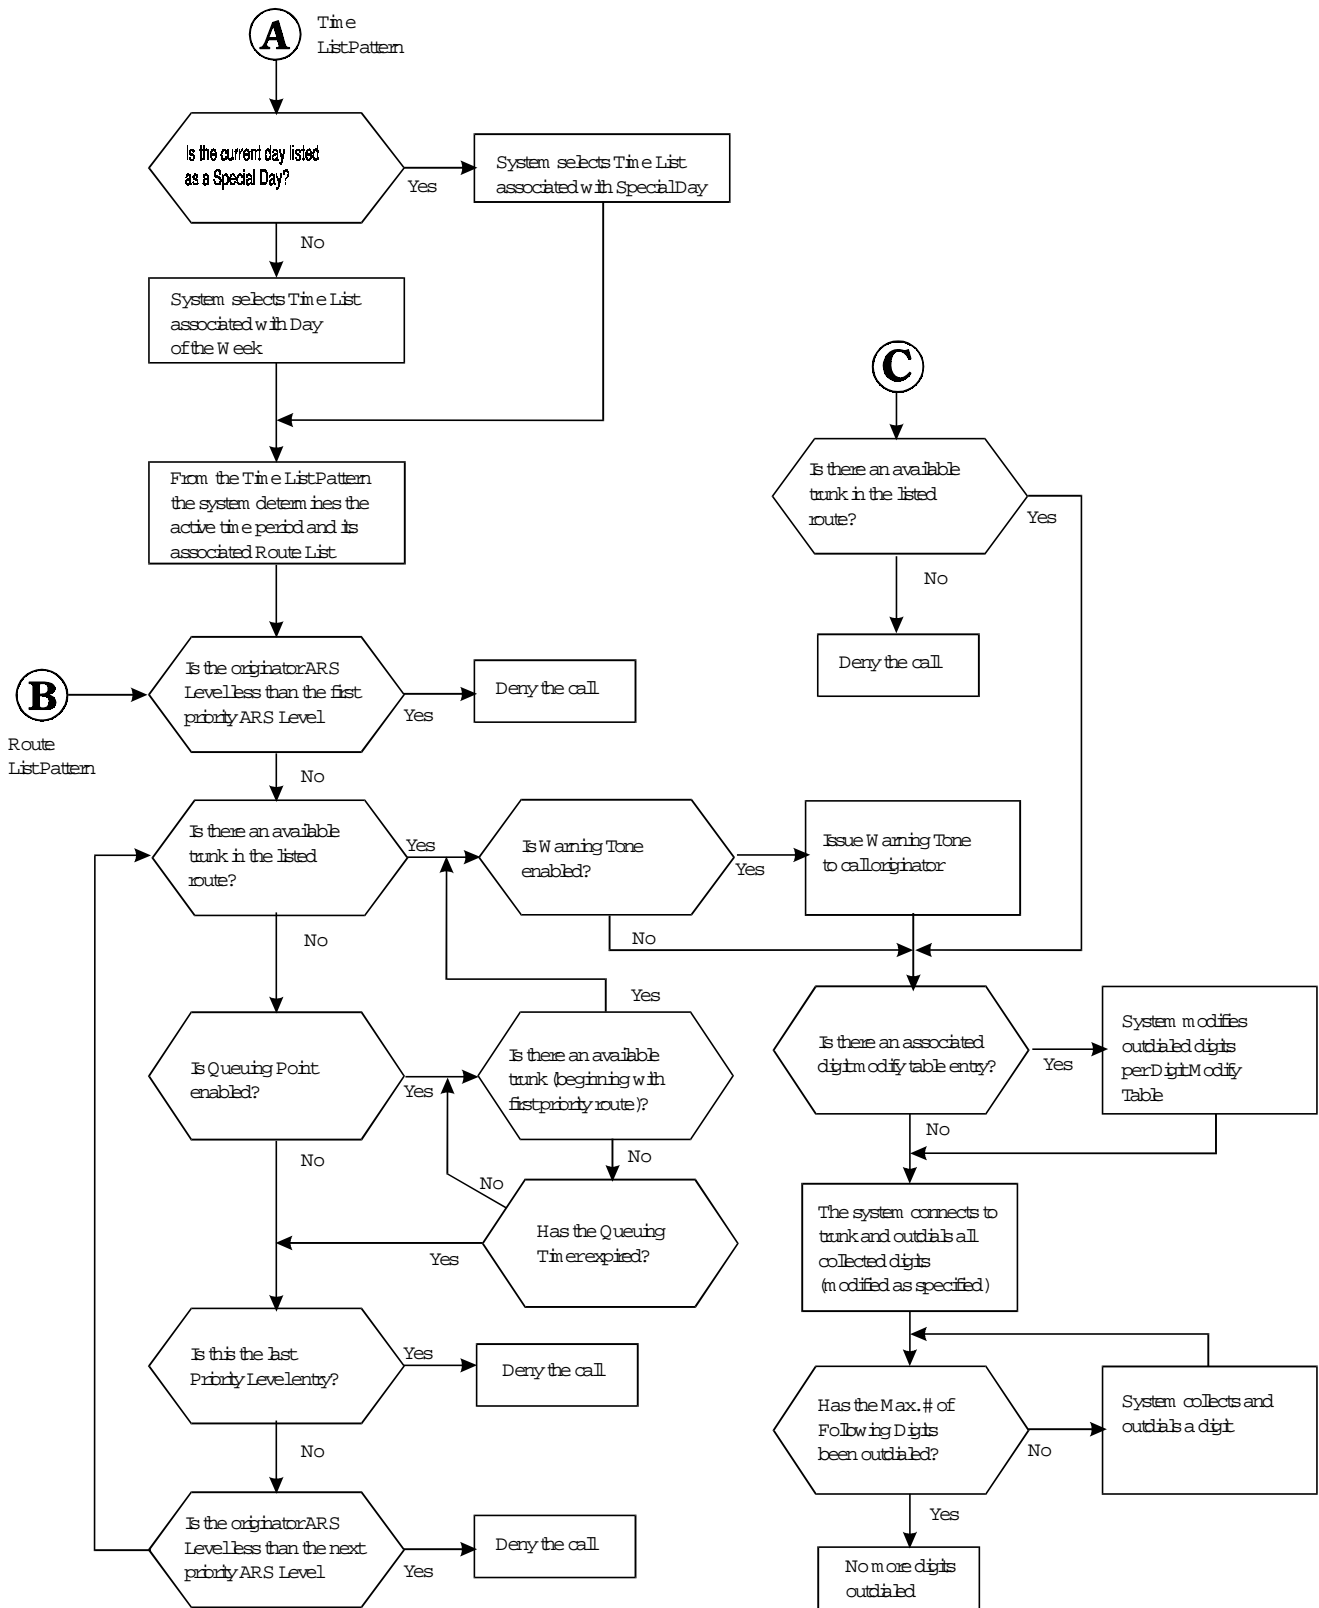 A
Time
List Pattern
Is the current day listed
as a Special Day?
Yes
System selects Time List
associated with Special Day
No
System selects Time List
associated with Day
of the Week
From the Time List Pattern
the system determines the
active time period and its
associated Route List
B
Route
List Pattern
Is the originator ARS
Level less than the first
priority ARS Level
Yes
Deny the call
No
Is there an available
trunk in the listed
route?
Yes
Is Warning Tone
enabled?
Yes
Issue Warning Tone
to call originator
No
No
Is Queuing Point
enabled?
Yes
Yes
Is there an available
trunk (beginning with
first priority route)?
No
No
No
Has the Queuing
Timer expired?
Yes
Is this the last
Priority Level entry?
Yes
Deny the call
No
Is the originator ARS
Level less than the next
priority ARS Level
Yes
Deny the call
C
Is there an available
trunk in the listed
route?
Yes
No
Deny the call
Is there an associated
digit modify table entry?
Yes
System modifies
outdialed digits
per Digit Modify
Table
No
The system connects to
trunk and outdials all
collected digits
(modified as specified)
Has the Max. # of
Following Digits
been outdialed?
No
System collects and
outdials a digit
Yes
No more digits
outdialed